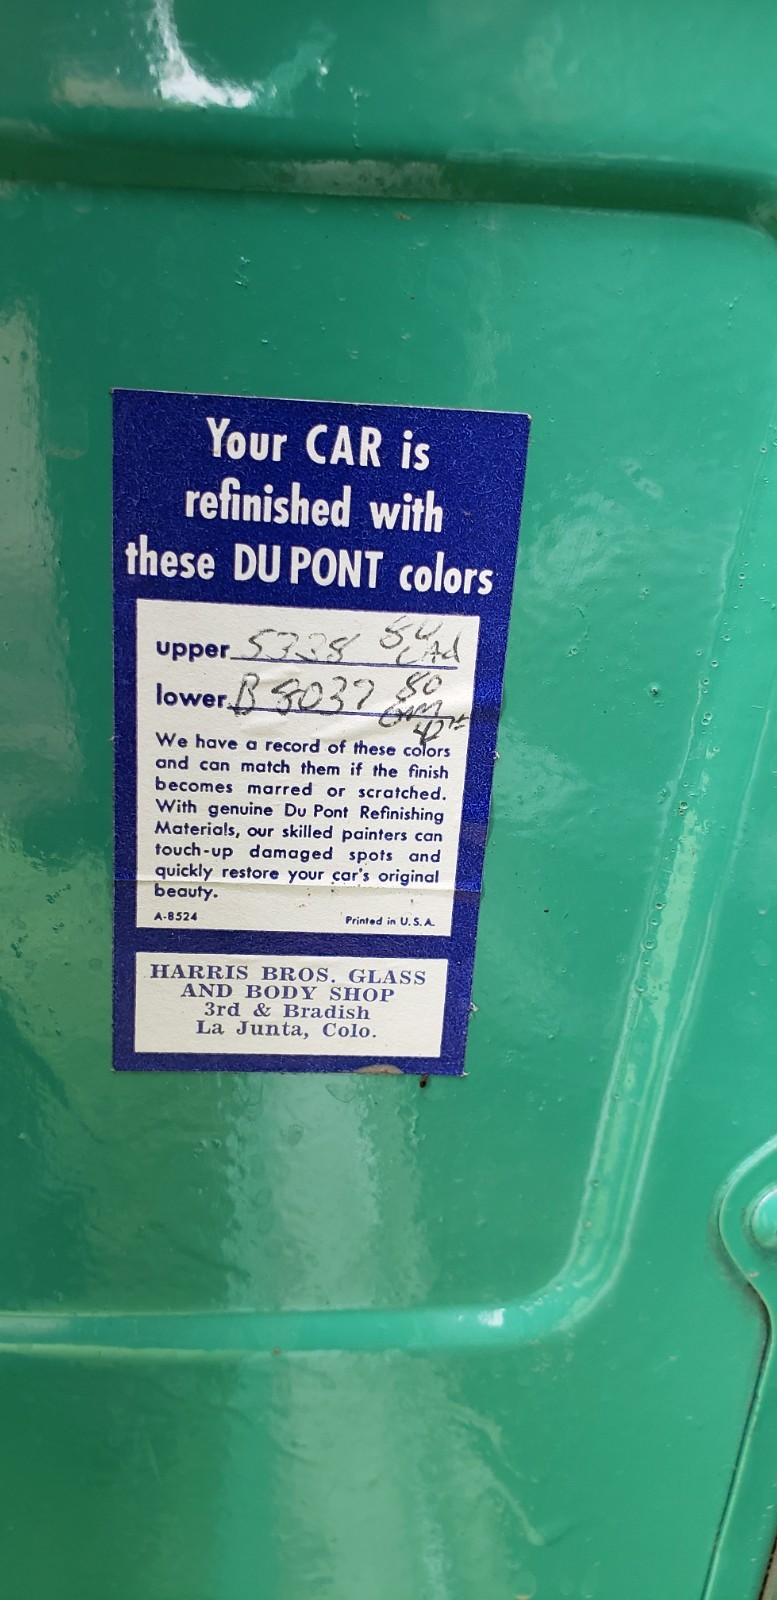 Your CAR is
refinished with
these DU PONT colors
upper 5338 80 Cad
lower B 8037 80
GM
We have a record of these colors
and can match them if the finish
becomes marred or scratched.
With genuine Du Pont Refinishing
Materials, our skilled painters can
touch-up damaged spots and
quickly restore your car's original
beauty.
A-8524 Printed in U.S.A.
HARRIS BROS. GLASS
AND BODY SHOP
3rd & Bradish
La Junta, Colo.